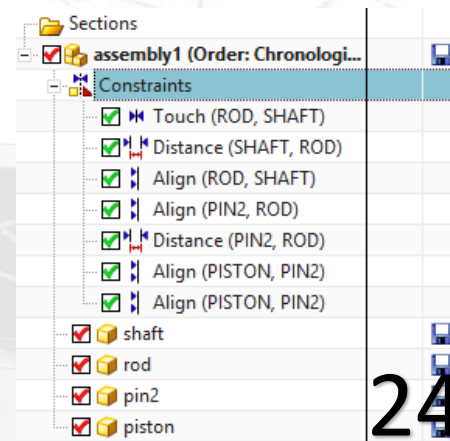 Sections
assembly1 (Order: Chronologi...
Constraints
Touch (ROD, SHAFT)
Distance (SHAFT, ROD)
Align (ROD, SHAFT)
Align (PIN2, ROD)
Distance (PIN2, ROD)
Align (PISTON, PIN2)
Align (PISTON, PIN2)
shaft
rod
pin2
piston
24